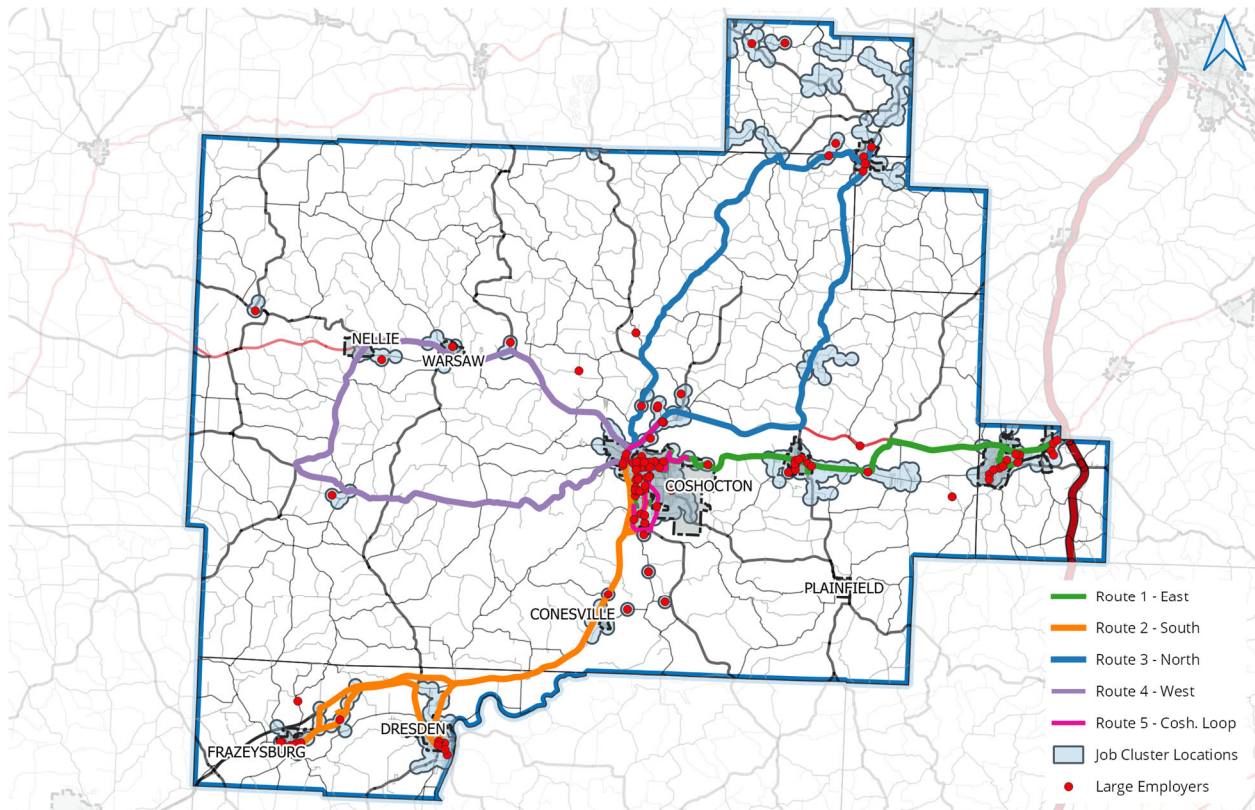 NELLIE
WARSAW
COSHOCTON
PLAINFIELD
CONESVILLE
DRESDEN
FRAZEYSBURG
Route 1 - East
Route 2 - South
Route 3 - North
Route 4 - West
Route 5 - Cosh. Loop
Job Cluster Locations
Large Employers